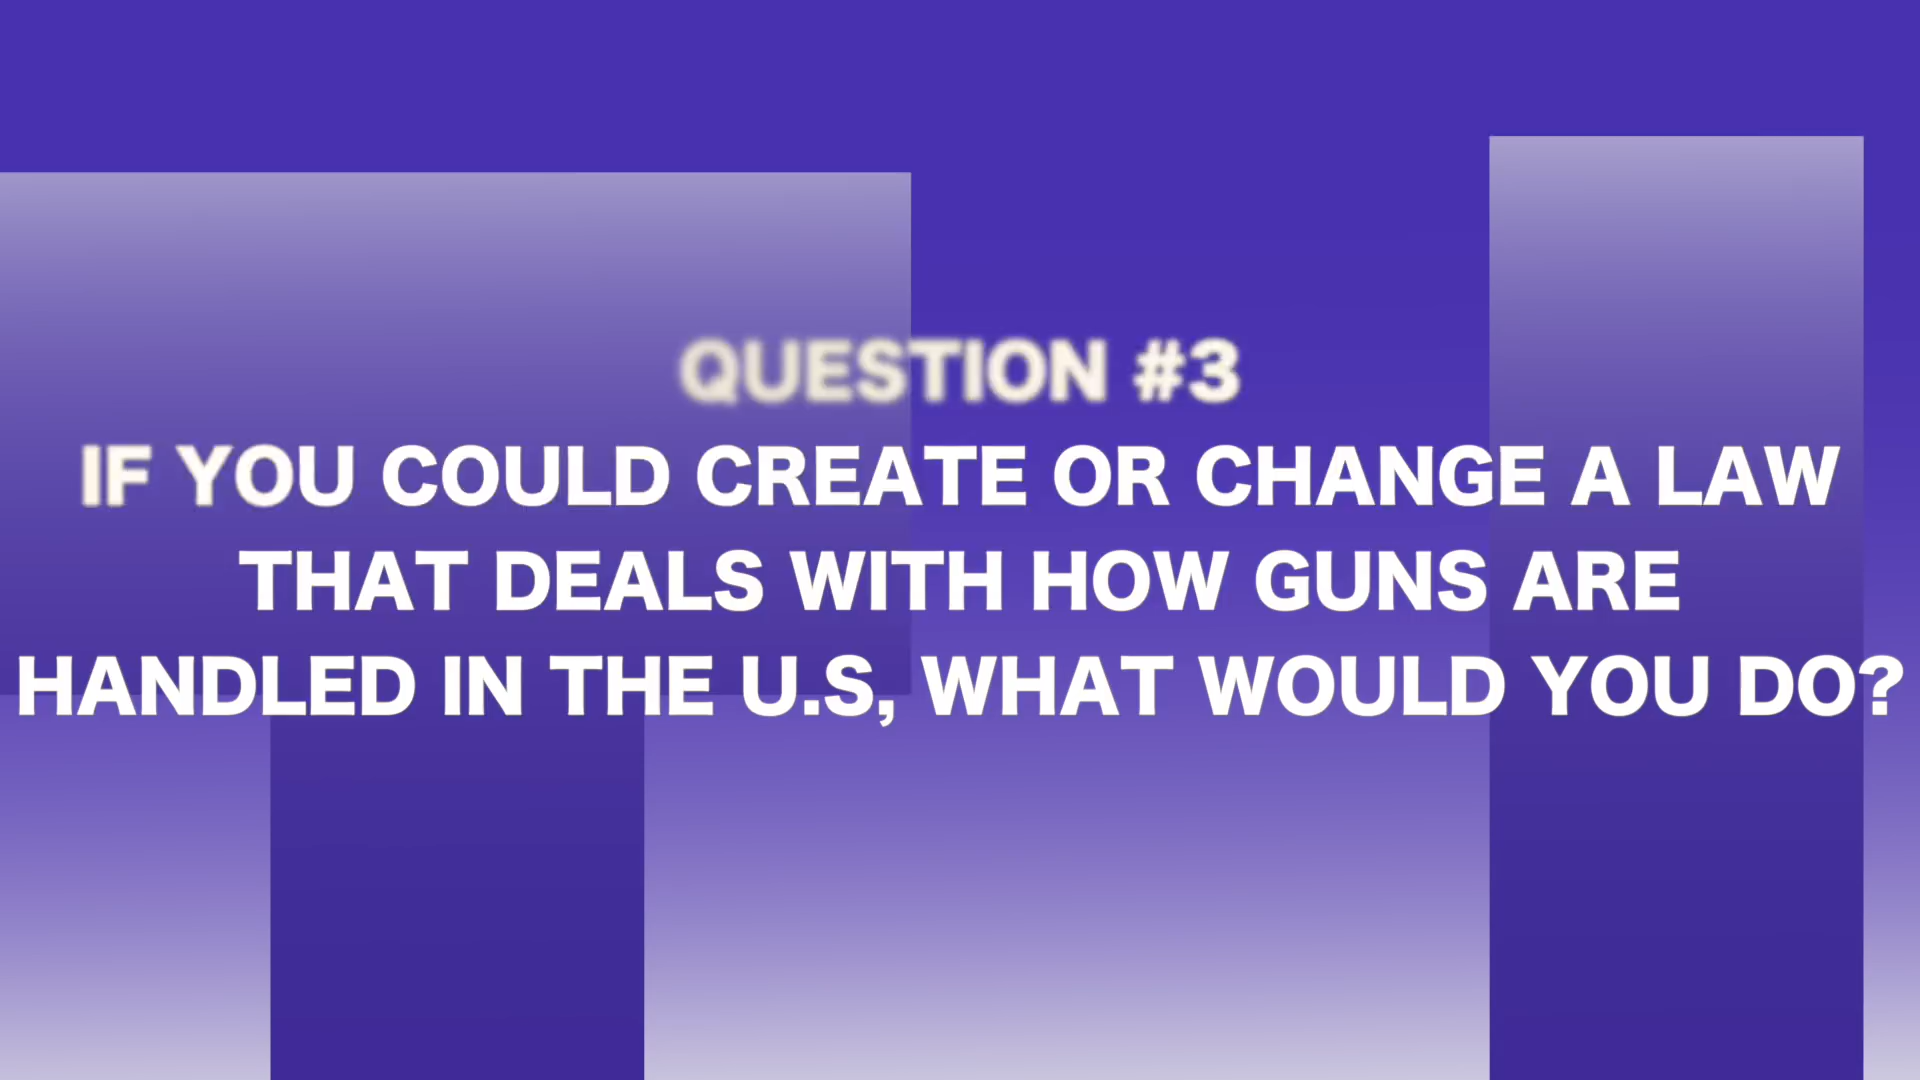 QUESTION #3
IF YOU COULD CREATE OR CHANGE A LAW
THAT DEALS WITH HOW GUNS ARE
HANDLED IN THE U.S, WHAT WOULD YOU DO?